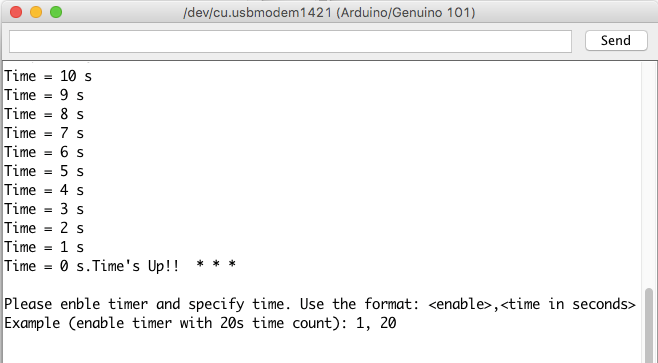 /dev/cu.usbmodem1421 (Arduino/Genuino 101)
Send
Time = 10 s
Time = 9 s
Time = 8 s
Time = 7 s
Time = 6 s
Time = 5 s
Time = 4 s
Time = 3 s
Time = 2 s
Time = 1 s
Time = 0 s.Time's Up!!  * * *
Please enble timer and specify time. Use the format: <enable>,<time in seconds>
Example (enable timer with 20s time count): 1, 20